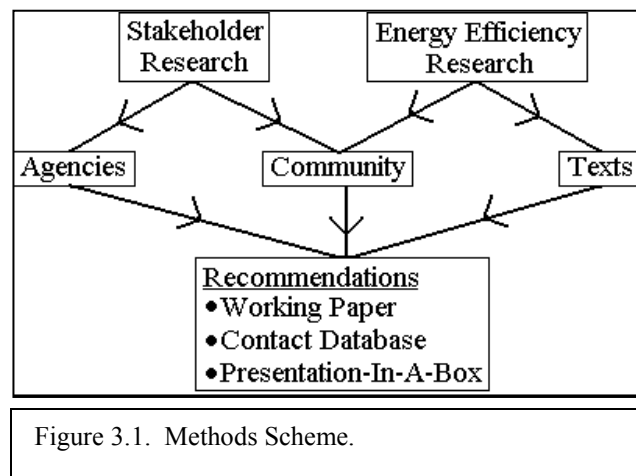 Stakeholder
Research
Energy Efficiency
Research
Agencies
Community
Texts
Recommendations
●Working Paper
●Contact Database
●Presentation-In-A-Box
Figure 3.1. Methods Scheme.